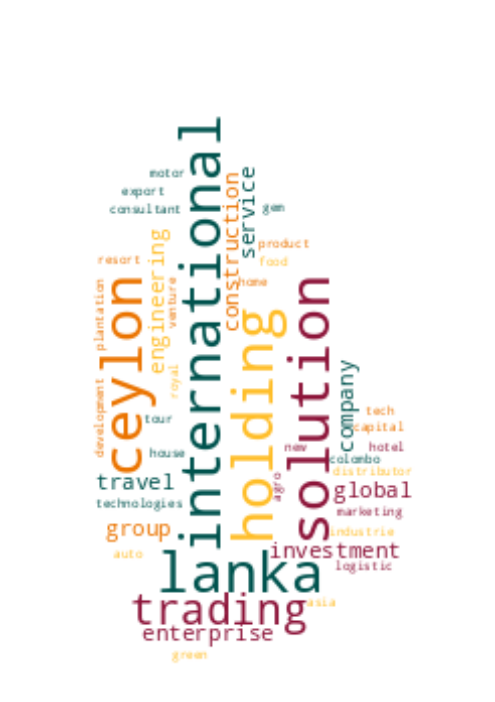 international
motor
export
service
construction
consultant
gem
engineering
product
resort
food
ceylon
solution
plantation
venture
home
holding
company
royal
development
tech
tour
capital
new
hotel
house
colombo
agro
distributor
travel
global
technologies
marketing
group
industrie
investment
auto
lanka
logistic
trading
asia
enterprise
green